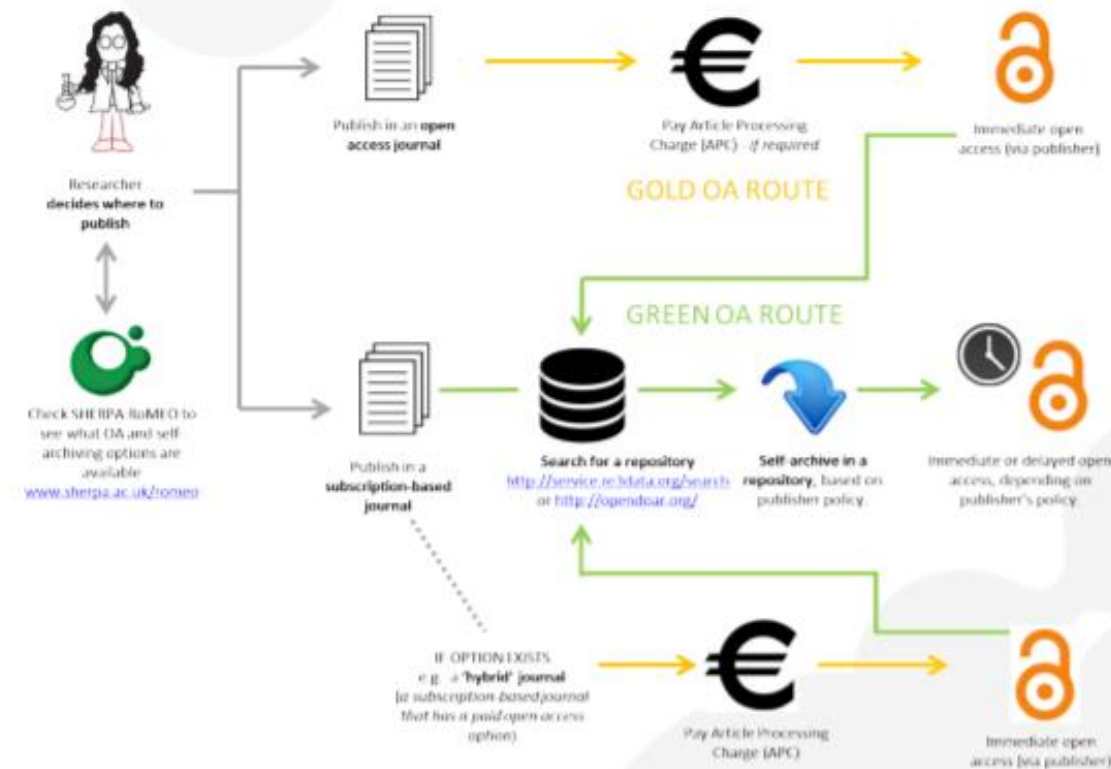 Researcher
decides where to
publish
Check SHERPA RoMEO to
see what OA and self
archiving options are
available
www.sherpa.ac.uk/romeo
Publish in an open
access journal
Pay Article Processing
Charge (APC) - if required
Immediate open
access (via publisher)
GOLD OA ROUTE
GREEN OA ROUTE
Publish in a
subscription-based
journal
Search for a repository
http://service.re3data.org/search
or http://opendoar.org/
Self-archive in a
repository, based on
publisher policy.
Immediate or delayed open
access, depending on
publisher's policy.
IF OPTION EXISTS
e.g. a 'hybrid' journal
(a subscription-based journal
that has a paid open access
option)
Pay Article Processing
Charge (APC)
Immediate open
access (via publisher)